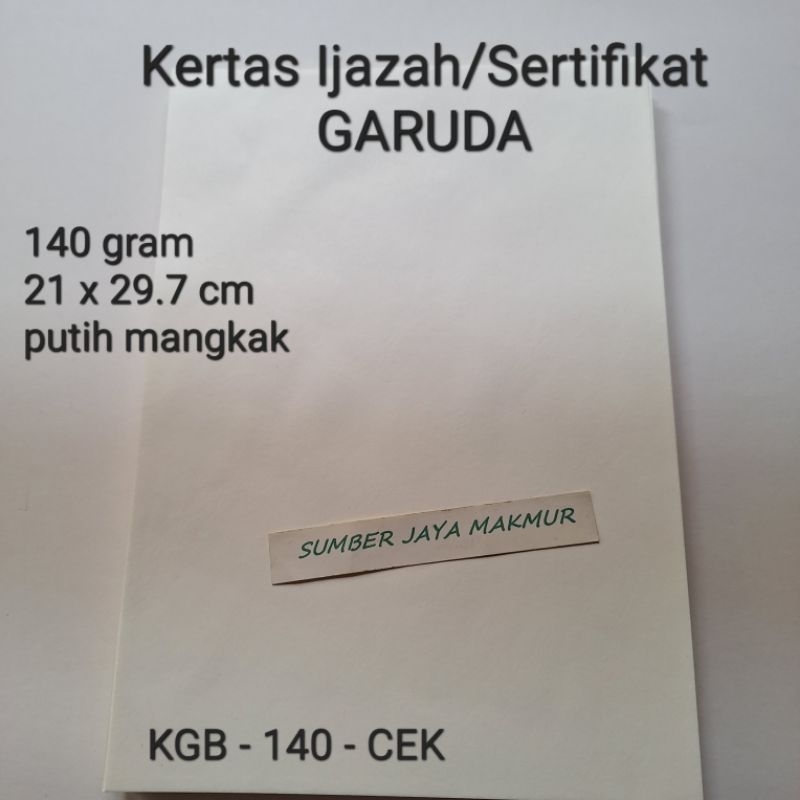 Kertas Ijazah/Sertifikat
GARUDA
140 gram
21 x 29.7 cm
putih mangkak
SUMBER JAYA MAKMUR
KGB - 140 - CEK